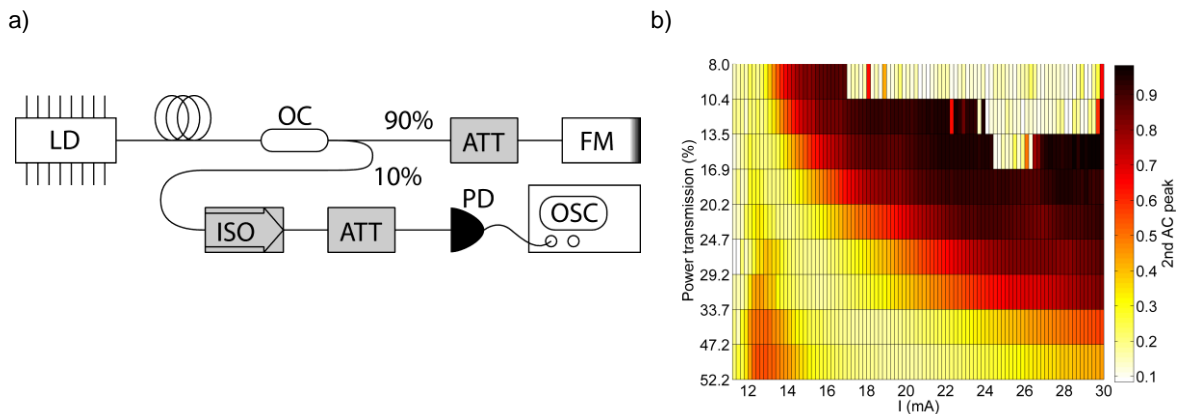 a)
LD
OC
90%
10%
ATT
FM
ISO
ATT
PD
OSC
b)
Power transmission (%)
8.0
10.4
13.5
16.9
20.2
24.7
29.2
33.7
47.2
52.2
12 14 16 18 20 22 24 26 28 30
I (mA)
0.9
0.8
0.7
0.6
0.5
0.4
0.3
0.2
0.1
2nd AC peak